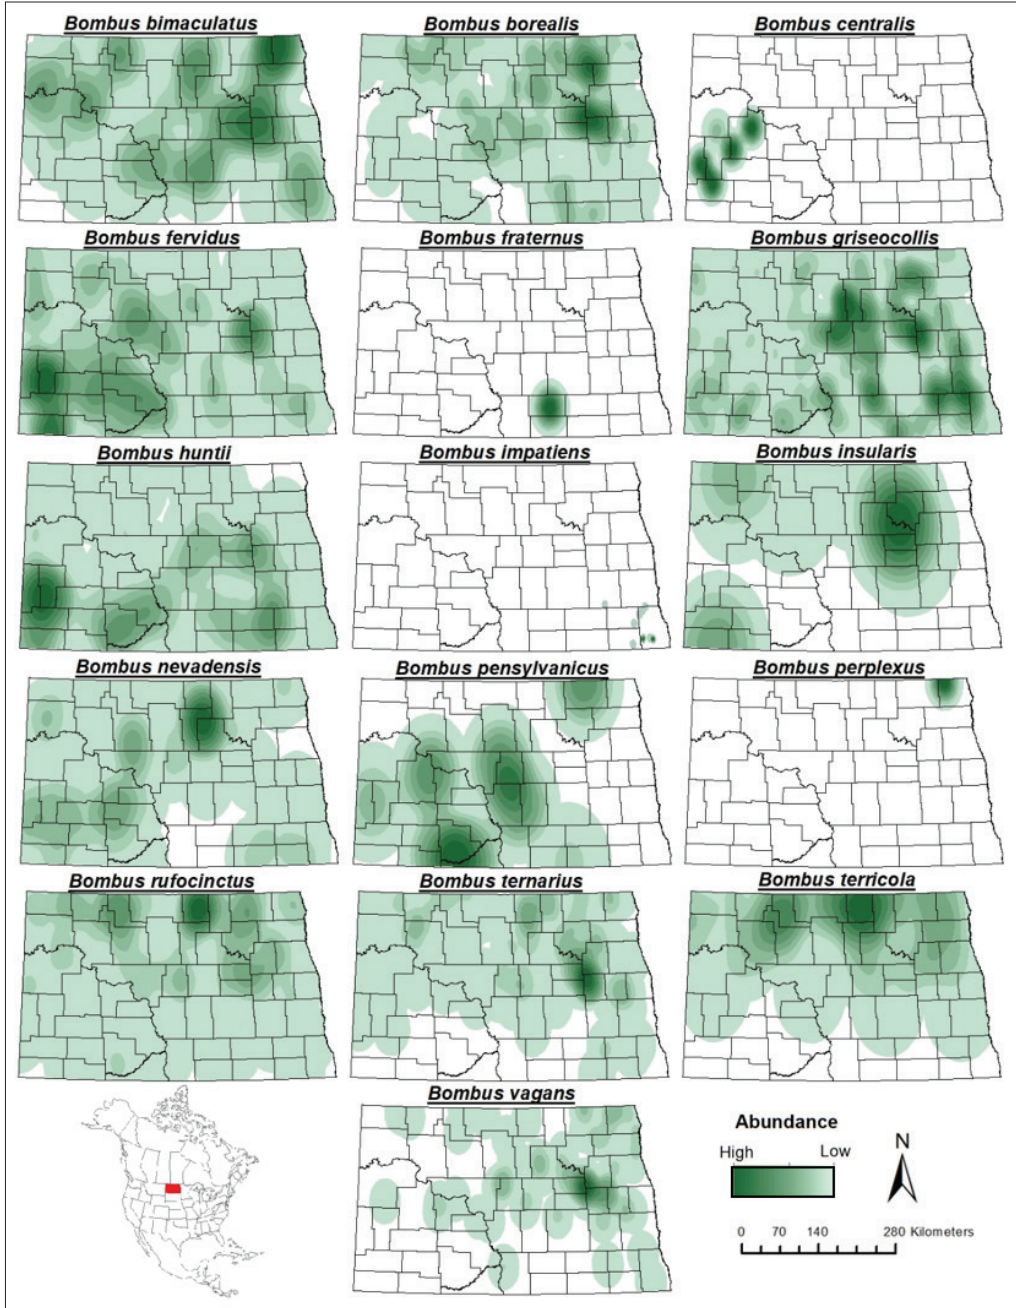 Bombus bimaculatus
Bombus borealis
Bombus centralis
Bombus fervidus
Bombus fraternus
Bombus griseocollis
Bombus huntii
Bombus impatiens
Bombus insularis
Bombus nevadensis
Bombus pensylvanicus
Bombus perplexus
Bombus rufocinctus
Bombus ternarius
Bombus terricola
Bombus vagans
Abundance
High Low
N
0 70 140 280 Kilometers